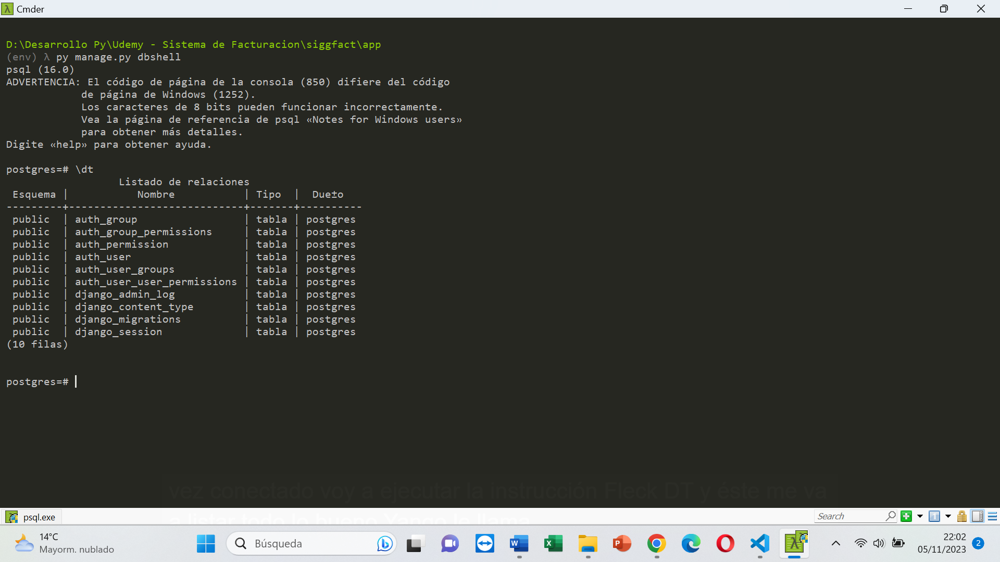 Cmder
D:\Desarrollo Py\Udemy - Sistema de Facturacion\siggfact\app
(env) λ py manage.py dbshell
psql (16.0)
ADVERTENCIA: El código de página de la consola (850) difiere del código
de página de Windows (1252).
Los caracteres de 8 bits pueden funcionar incorrectamente.
Vea la página de referencia de psql «Notes for Windows users»
para obtener más detalles.
Digite «help» para obtener ayuda.
postgres=# \dt
Listado de relaciones
Esquema | Nombre | Tipo | Due±o
---------+----------------------------+-------+----------
public | auth_group | tabla | postgres
public | auth_group_permissions | tabla | postgres
public | auth_permission | tabla | postgres
public | auth_user | tabla | postgres
public | auth_user_groups | tabla | postgres
public | auth_user_user_permissions | tabla | postgres
public | django_admin_log | tabla | postgres
public | django_content_type | tabla | postgres
public | django_migrations | tabla | postgres
public | django_session | tabla | postgres
(10 filas)
postgres=#
vez conectado voy a ejecutar la instrucción Fleck DT y éste me va
a listar todo lo bueno Yango le llama
psql.exe
Search
1
14°C
Mayorm. nublado
Búsqueda
22:02
05/11/2023
2